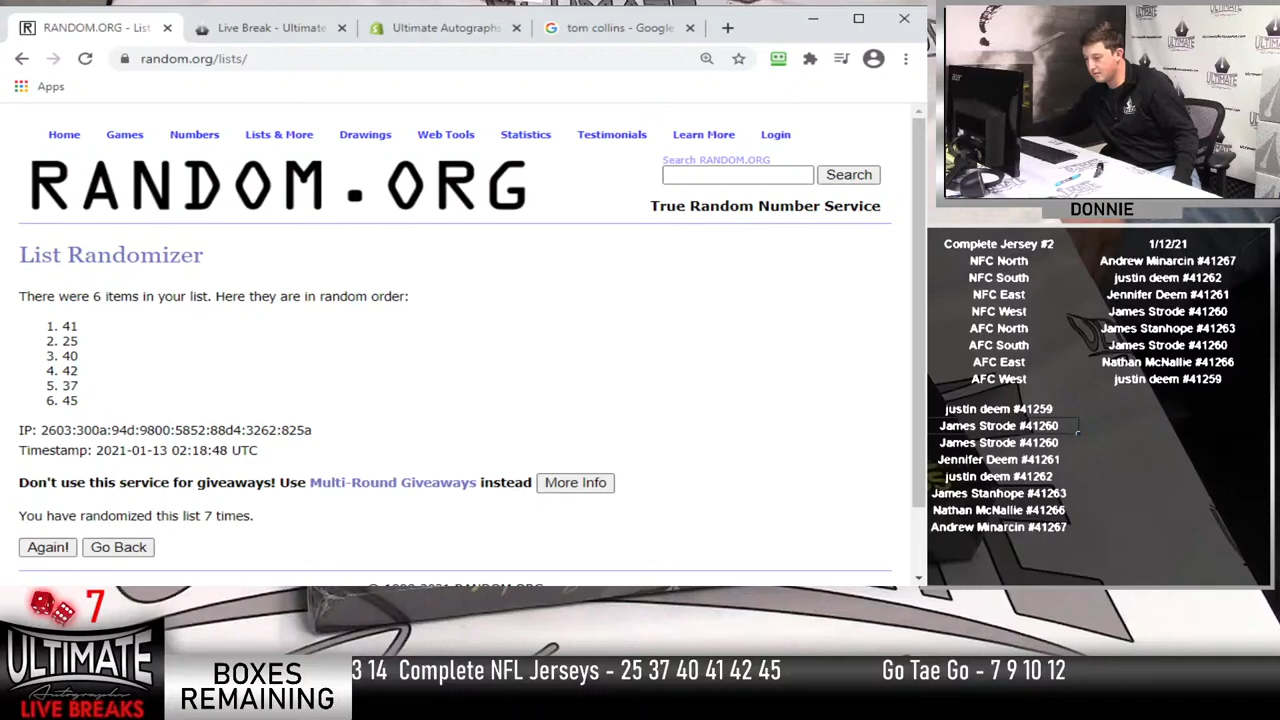 RANDOM.ORG - List
Live Break - Ultimate
Ultimate Autographs
tom collins - Google
random.org/lists/
Apps
Home Games Numbers Lists & More Drawings Web Tools Statistics Testimonials Learn More Login
RANDOM.ORG
Search RANDOM.ORG
Search
True Random Number Service
List Randomizer
There were 6 items in your list. Here they are in random order:
1. 41
2. 25
3. 40
4. 42
5. 37
6. 45
IP: 2603:300a:94d:9800:5852:88d4:3262:825a
Timestamp: 2021-01-13 02:18:48 UTC
Don't use this service for giveaways! Use Multi-Round Giveaways instead More Info
You have randomized this list 7 times.
Again! Go Back
ULTIMATE
DONNIE
Complete Jersey #2 1/12/21
NFC North Andrew Minarcin #41267
NFC South justin deem #41262
NFC East Jennifer Deem #41261
NFC West James Strode #41260
AFC North James Stanhope #41263
AFC South James Strode #41260
AFC East Nathan McNallie #41266
AFC West justin deem #41259
justin deem #41259
James Strode #41260
James Strode #41260
Jennifer Deem #41261
justin deem #41262
James Stanhope #41263
Nathan McNallie #41266
Andrew Minarcin #41267
7
ULTIMATE
Autographs
LIVE BREAKS
BOXES
REMAINING
3 14 Complete NFL Jerseys - 25 37 40 41 42 45 Go Tae Go - 7 9 10 12